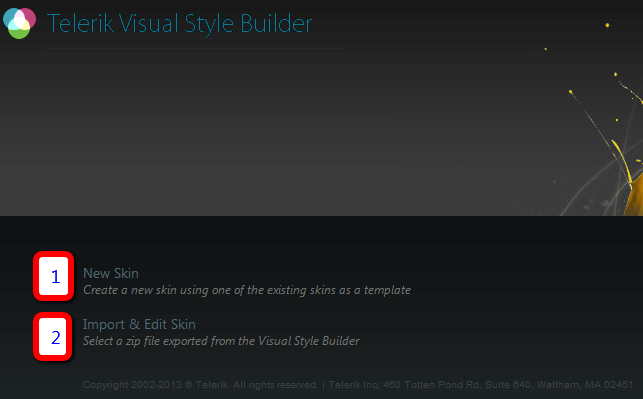 Telerik Visual Style Builder
1
New Skin
Create a new skin using one of the existing skins as a template
2
Import & Edit Skin
Select a zip file exported from the Visual Style Builder
Copyright 2002-2013 © Telerik. All rights reserved. | Telerik Inc. 460 Totten Pond Rd, Suite 640, Waltham, MA 02451